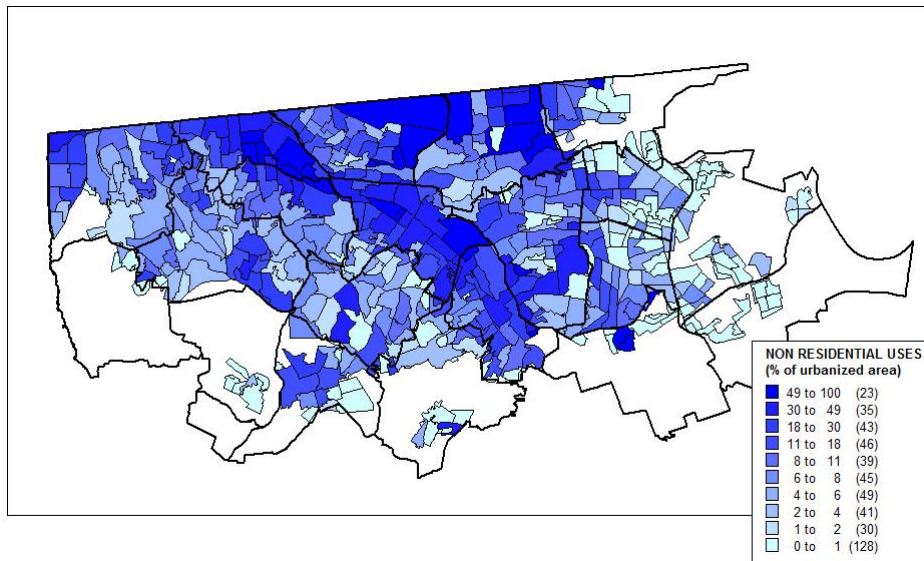 NON RESIDENTIAL USES
(% of urbanized area)
49 to 100 (23)
30 to 49 (35)
18 to 30 (43)
11 to 18 (46)
8 to 11 (39)
6 to 8 (45)
4 to 6 (49)
2 to 4 (41)
1 to 2 (30)
0 to 1 (128)